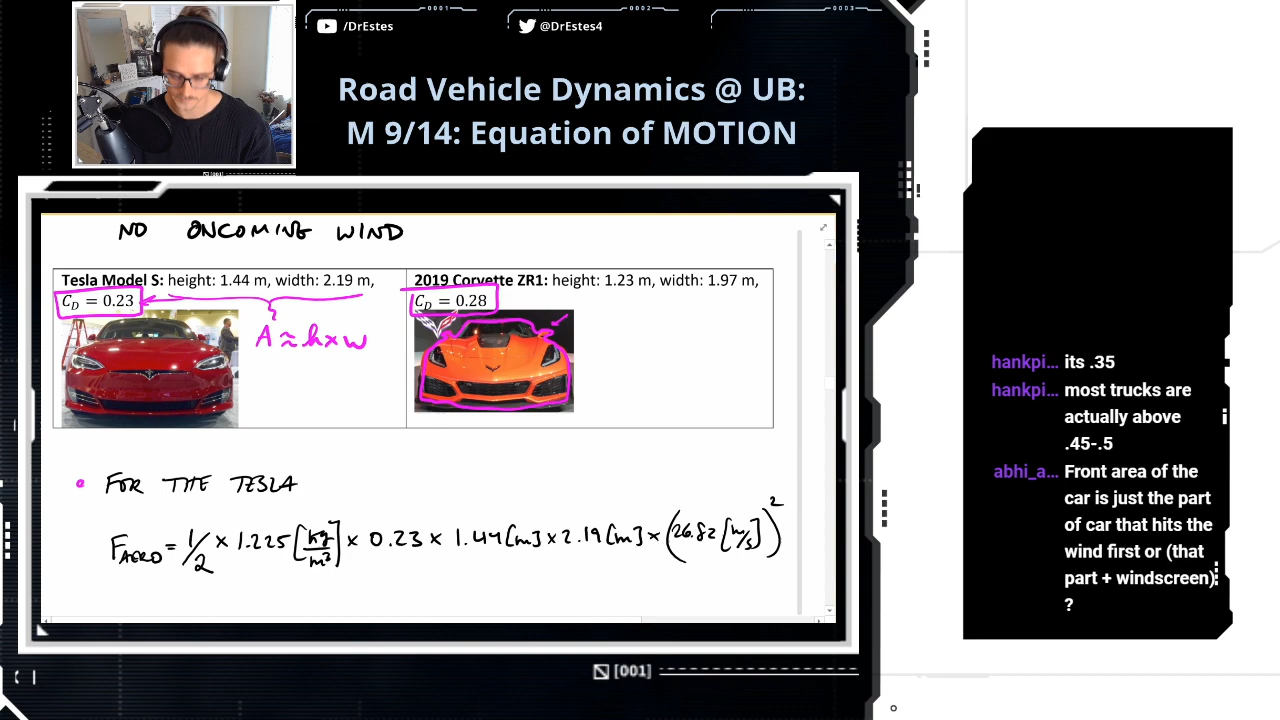 0001
0002
0003
/DrEstes
@DrEstes4
Road Vehicle Dynamics @ UB:
M 9/14: Equation of MOTION
[001]
NO ONCOMING WIND
Tesla Model S: height: 1.44 m, width: 2.19 m,
C_D = 0.23
A ≈ h×w
2019 Corvette ZR1: height: 1.23 m, width: 1.97 m,
C_D = 0.28
• FOR THE TESLA
F_AERO = 1/2 × 1.225 [kg/m³] × 0.23 × 1.44 [m] × 2.19 [m] × (26.82 [m/s])²
hankpi... its .35
hankpi... most trucks are
actually above
.45-.5
abhi_a... Front area of the
car is just the part
of car that hits the
wind first or (that
part + windscreen)
?
[001]